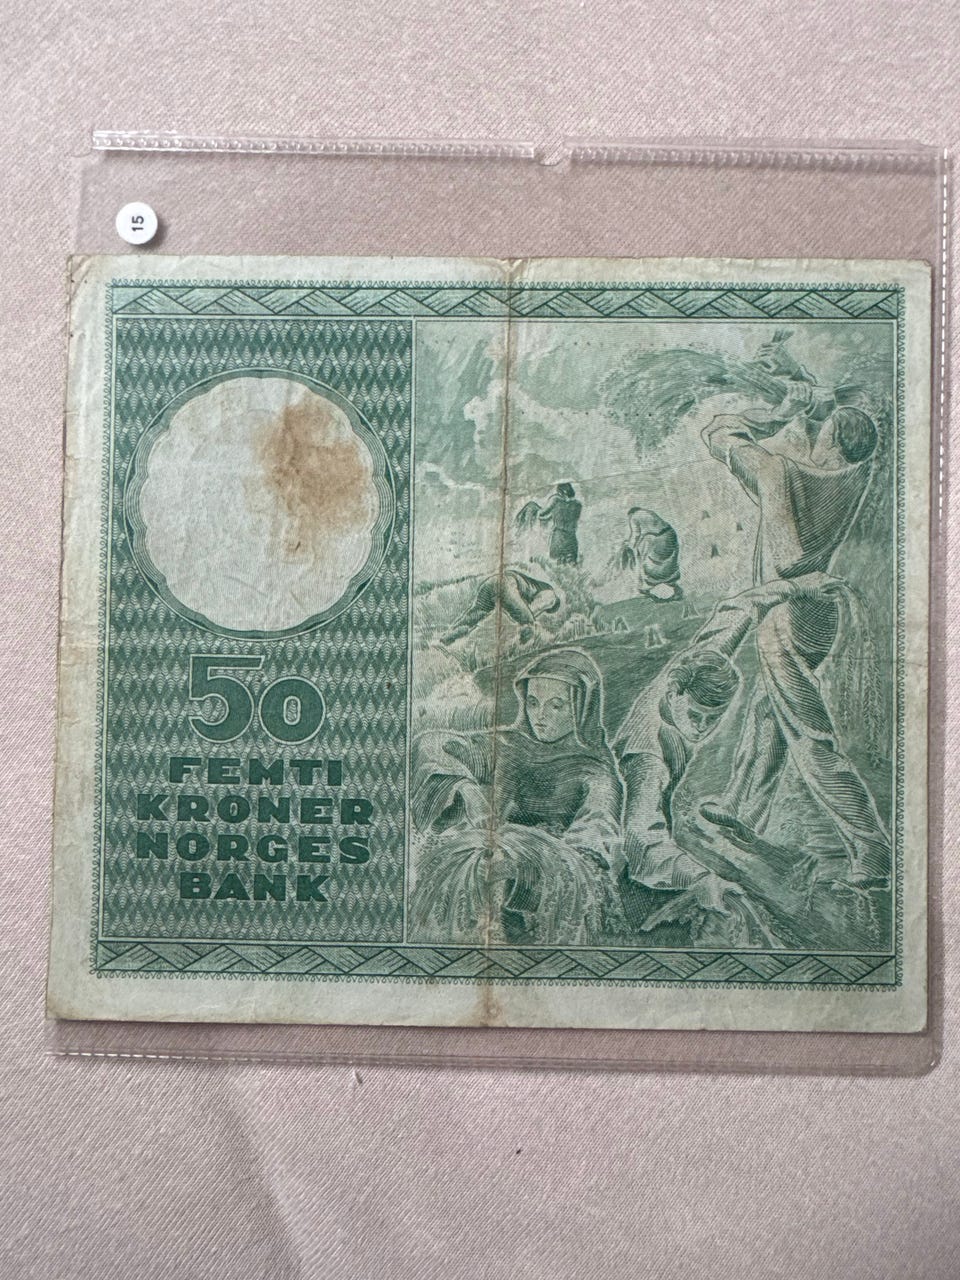 15
50
FEMTI
KRONER
NORGES
BANK